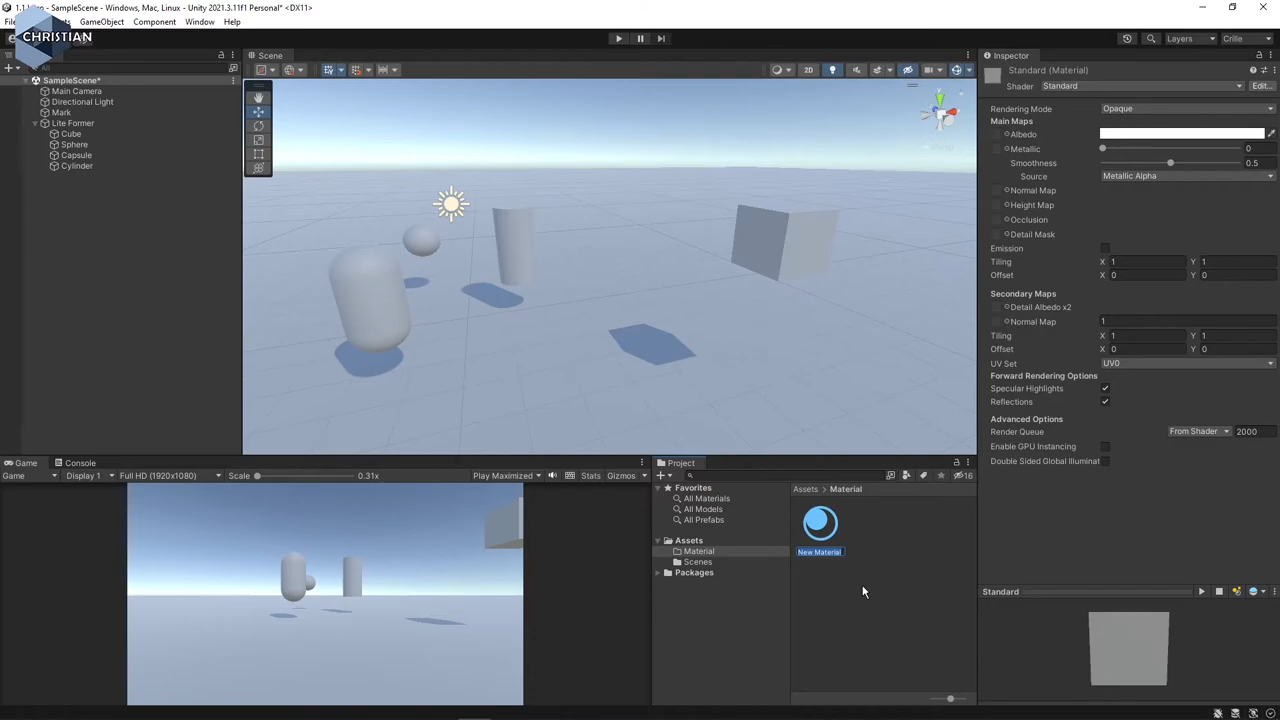 SampleScene - Windows, Mac, Linux - Unity 2021.3.11f1 Personal* <DX11>
GameObject Component Window Help
CHRISTIAN
Layers Crille
All
Scene
Inspector
SampleScene*
Main Camera
Directional Light
Mark
Lite Former
Cube
Sphere
Capsule
Cylinder
2D
y
Standard (Material)
Shader Standard Edit...
Rendering Mode Opaque
Main Maps
Albedo
Metallic 0
Smoothness 0.5
Source Metallic Alpha
Normal Map
Height Map
Occlusion
Detail Mask
Emission
Tiling X 1 Y 1
Offset X 0 Y 0
Secondary Maps
Detail Albedo x2
Normal Map 1
Tiling X 1 Y 1
Offset X 0 Y 0
UV Set UV0
Forward Rendering Options
Specular Highlights
Reflections
Advanced Options
Render Queue From Shader 2000
Enable GPU Instancing
Double Sided Global Illuminat
Game Console
Game Display 1 Full HD (1920x1080) Scale 0.31x Play Maximized Stats Gizmos
Project
16
Favorites
All Materials
All Models
All Prefabs
Assets
Material
Scenes
Packages
Assets > Material
New Material
Standard